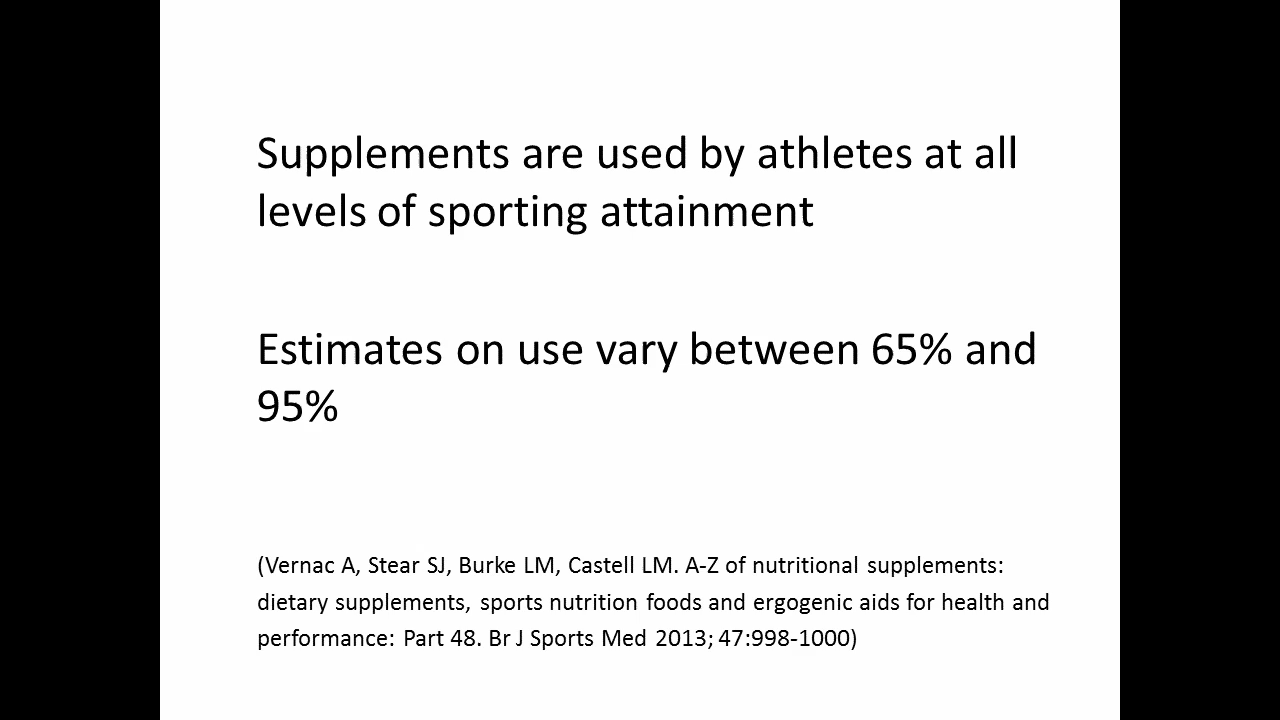 Supplements are used by athletes at all
levels of sporting attainment
Estimates on use vary between 65% and
95%
(Vernac A, Stear SJ, Burke LM, Castell LM. A-Z of nutritional supplements:
dietary supplements, sports nutrition foods and ergogenic aids for health and
performance: Part 48. Br J Sports Med 2013; 47:998-1000)